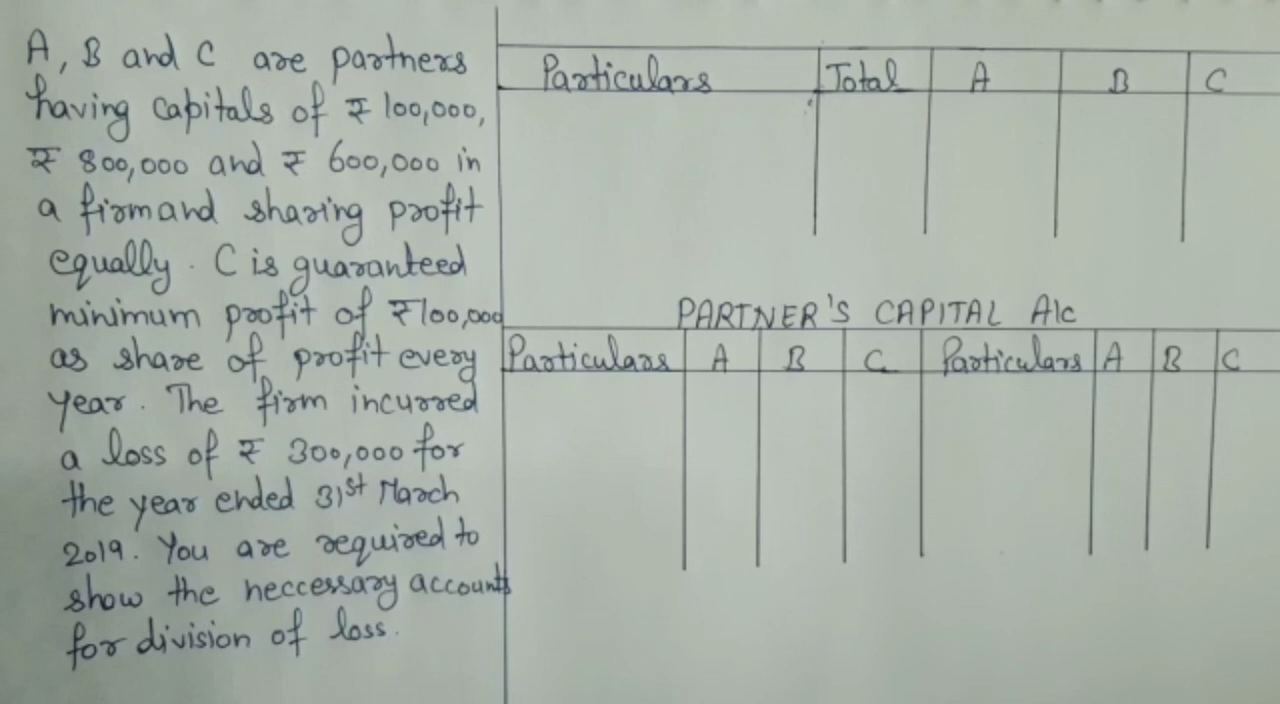 A, B and C are partners
having capitals of ₹ 100,000,
₹ 800,000 and ₹ 600,000 in
a firm and sharing profit
equally. C is guaranteed
minimum profit of ₹100,000
as share of profit every
year. The firm incurred
a loss of ₹ 300,000 for
the year ended 31st March
2019. You are required to
show the neccessary accounts
for division of loss.
Particulars Total A B C
PARTNER'S CAPITAL A/c
Particulars A B C Particulars A B C